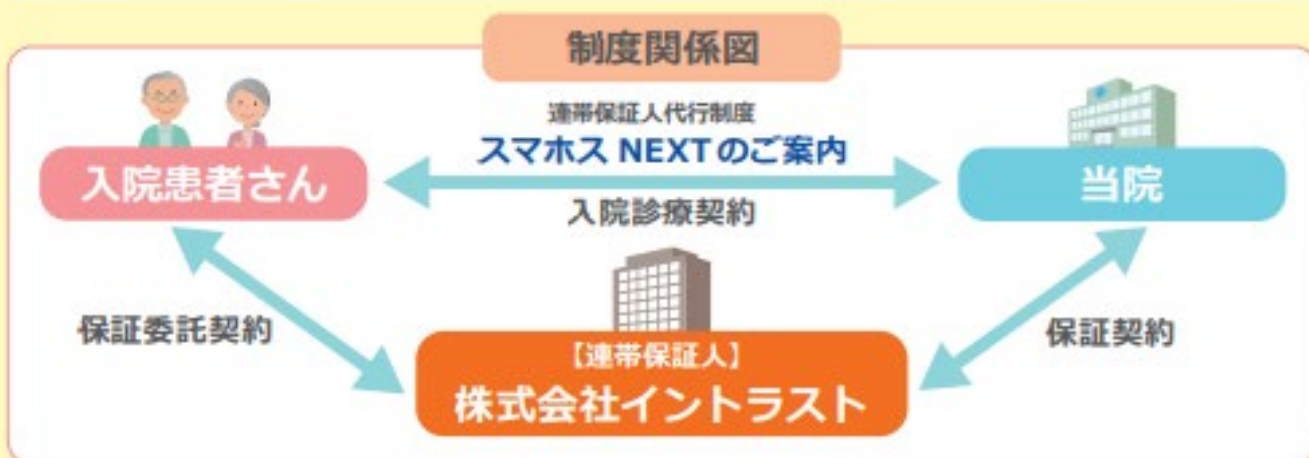 制度関係図
連帯保証人代行制度
スマホス NEXTのご案内
入院患者さん
当院
入院診療契約
保証委託契約
保証契約
【連帯保証人】
株式会社イントラスト